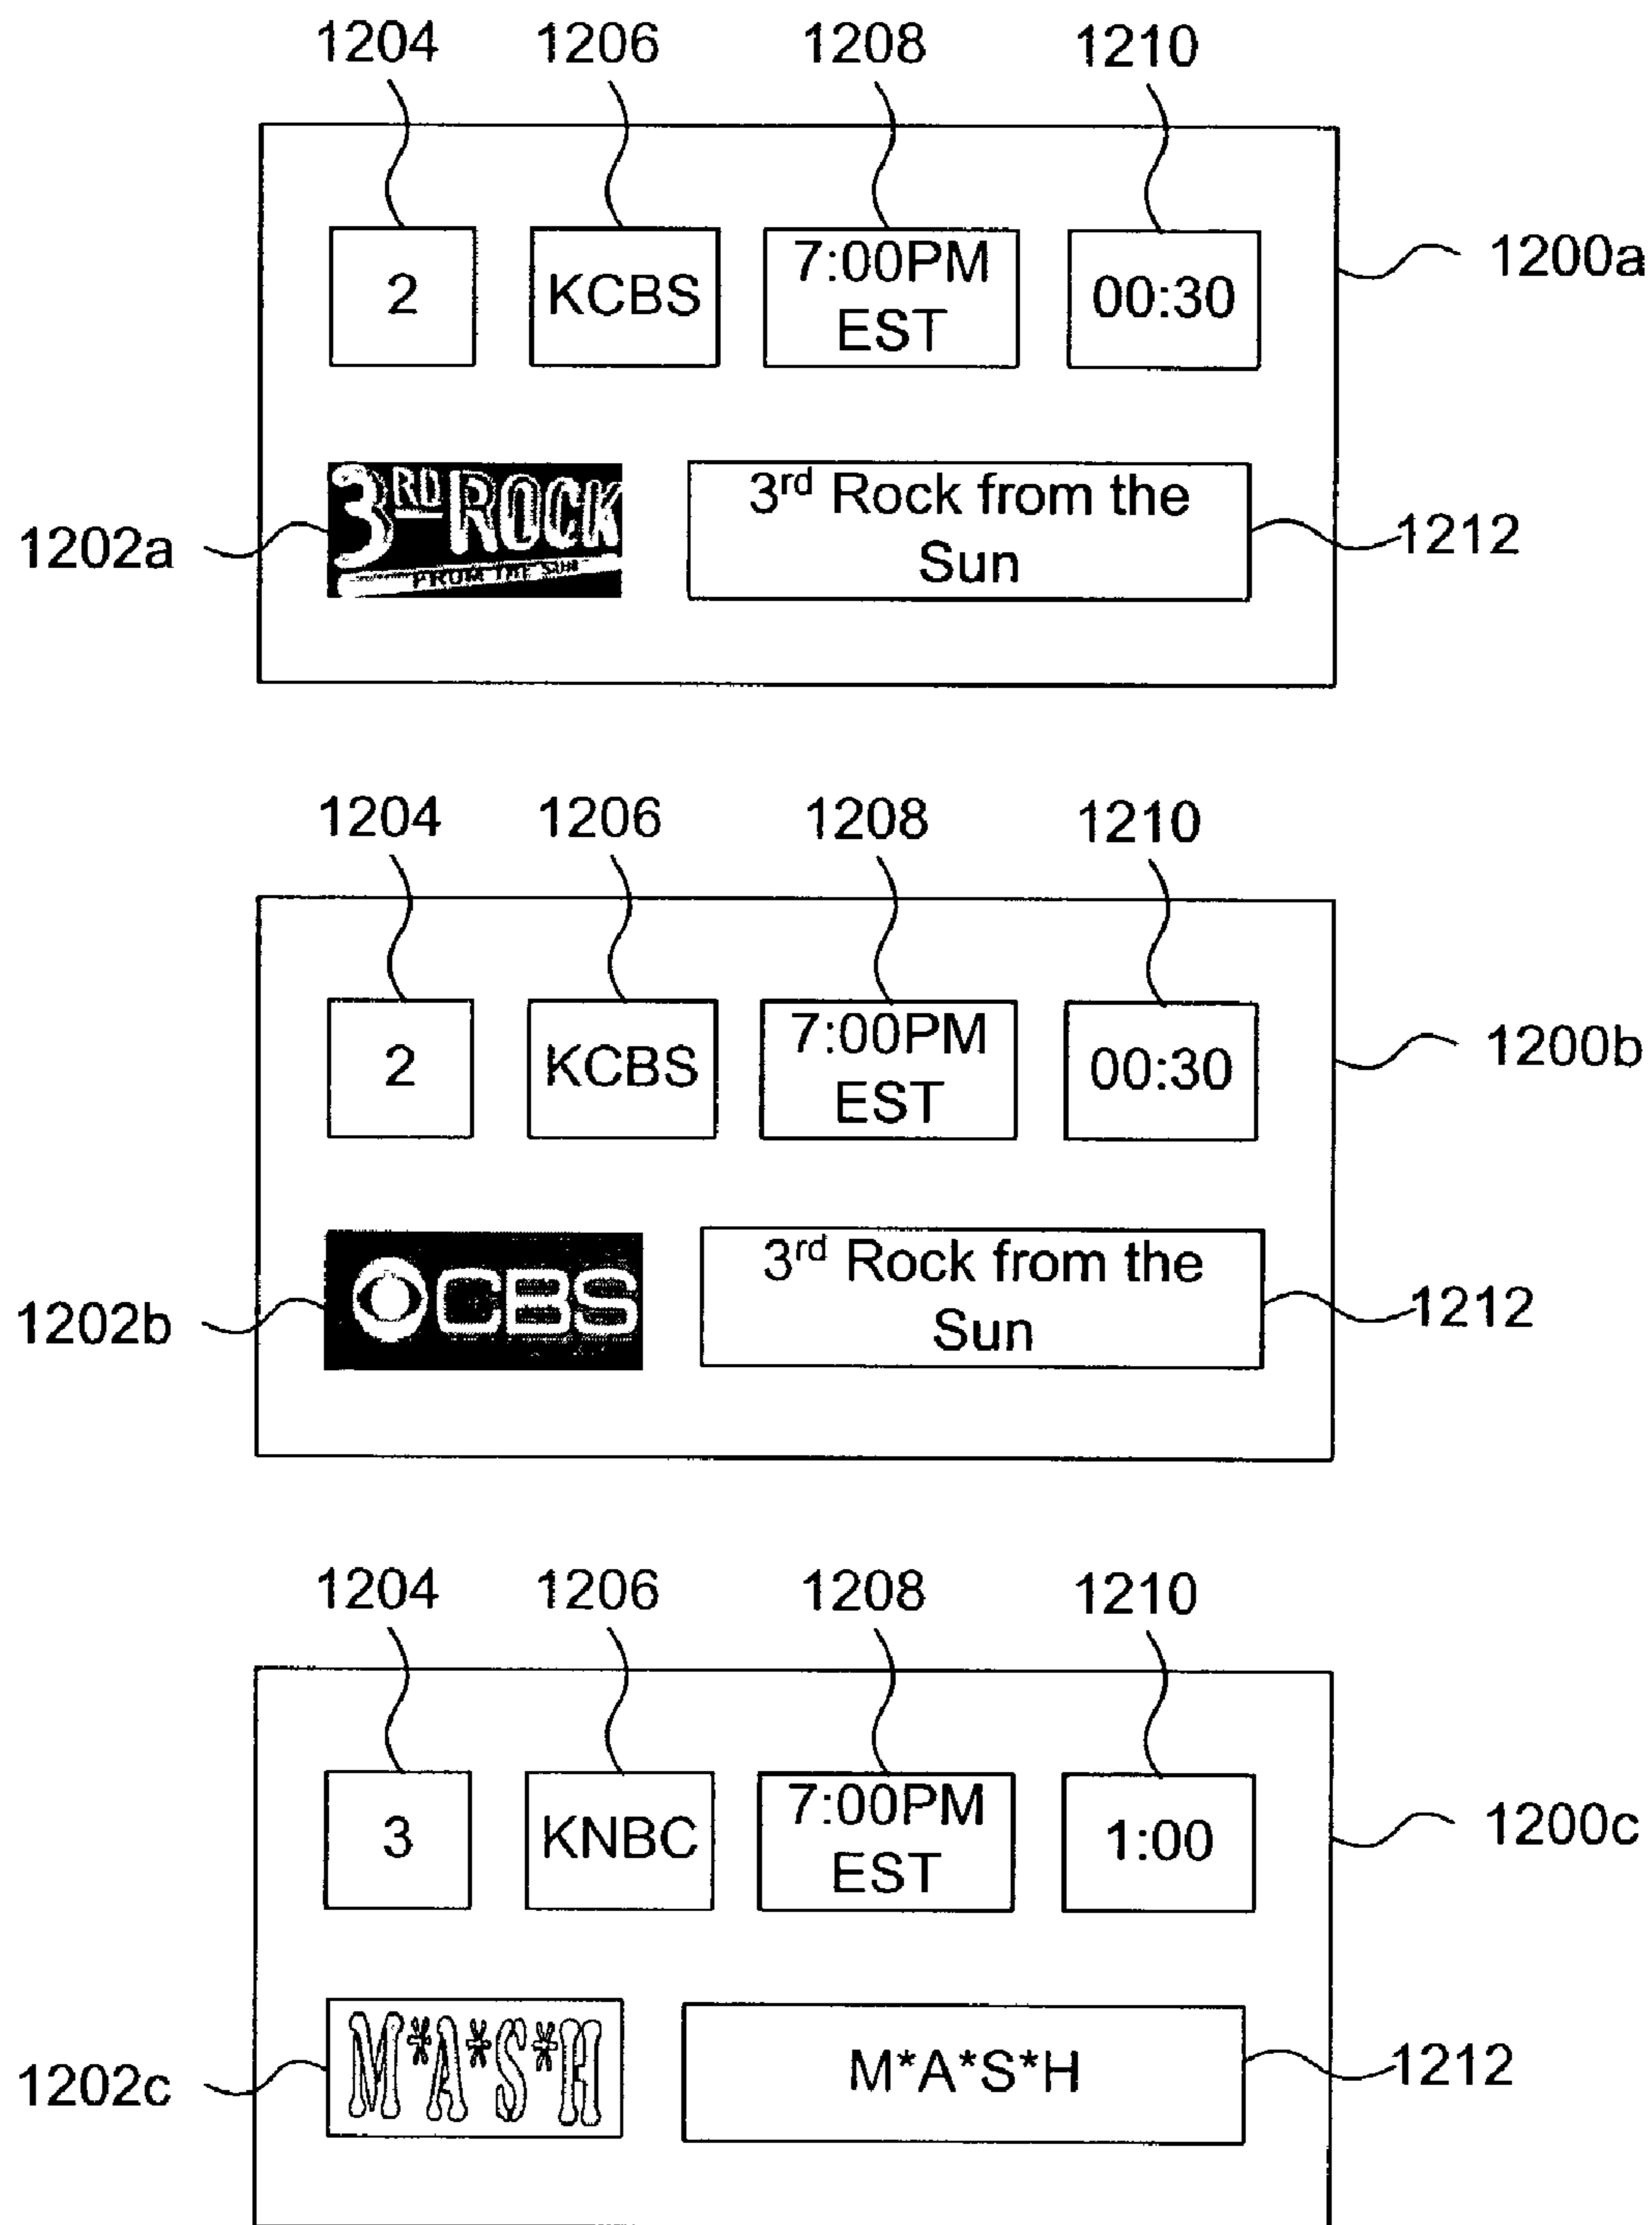 1204 1206 1208 1210
2 KCBS 7:00PM EST 00:30
1200a
3RD ROCK
FROM THE SUN
3rd Rock from the
Sun
1202a
1212
1204 1206 1208 1210
2 KCBS 7:00PM EST 00:30
1200b
CBS
3rd Rock from the
Sun
1202b
1212
1204 1206 1208 1210
3 KNBC 7:00PM EST 1:00
1200c
M*A*S*H
M*A*S*H
1202c
1212